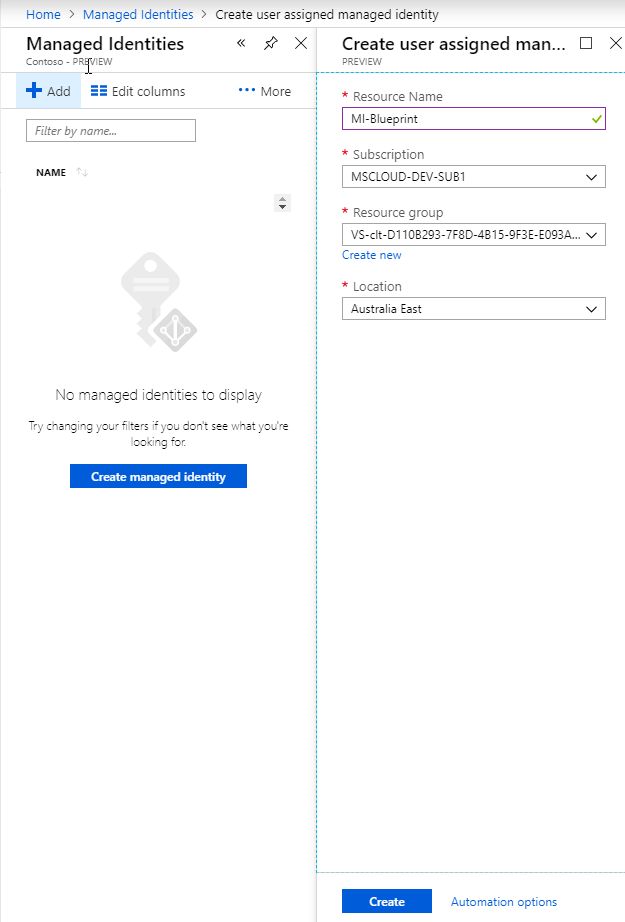 Home > Managed Identities > Create user assigned managed identity
Managed Identities
Contoso - PREVIEW
Add Edit columns ••• More
Filter by name...
NAME
No managed identities to display
Try changing your filters if you don't see what you're
looking for.
Create managed identity
Create user assigned man...
PREVIEW
* Resource Name
MI-Blueprint
* Subscription
MSCLOUD-DEV-SUB1
* Resource group
VS-clt-D110B293-7F8D-4B15-9F3E-E093A...
Create new
* Location
Australia East
Create Automation options